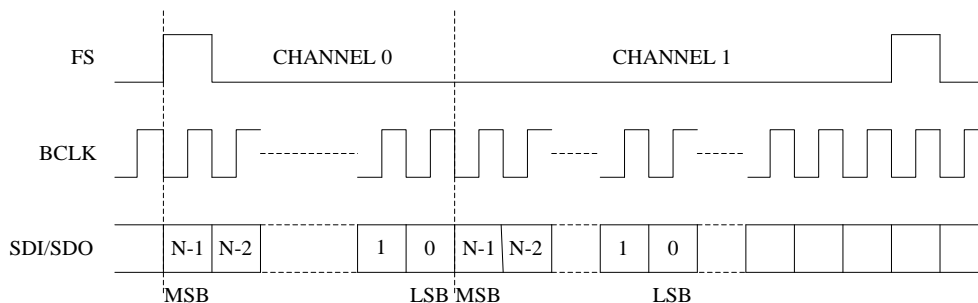 FS CHANNEL 0 CHANNEL 1
BCLK
SDI/SDO N-1 N-2 1 0 N-1 N-2 1 0
MSB LSB MSB LSB